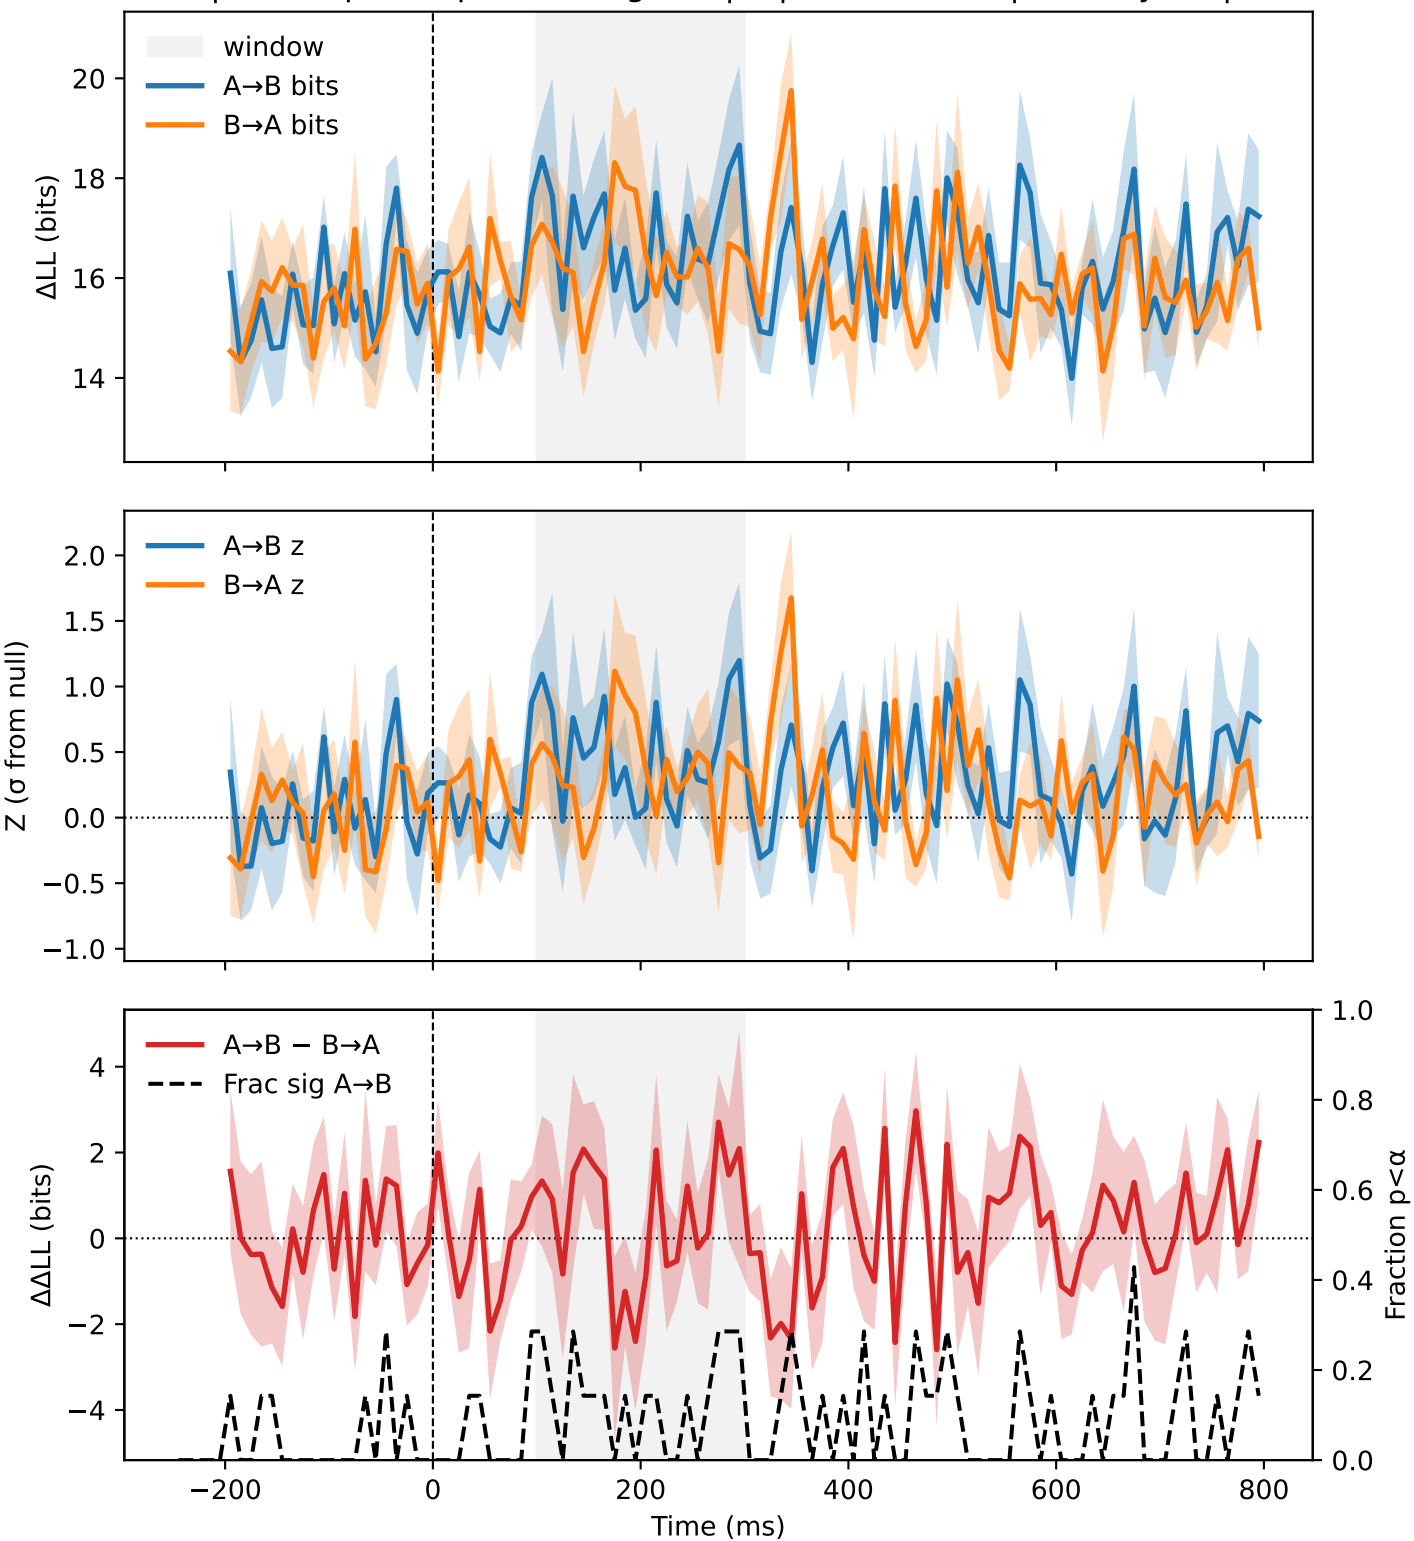 window
A→B bits
B→A bits
20
18
16
14
ΔLL (bits)
A→B z
B→A z
2.0
1.5
1.0
0.5
0.0
−0.5
−1.0
Z (σ from null)
A→B − B→A
Frac sig A→B
4
2
0
−2
−4
ΔΔLL (bits)
1.0
0.8
0.6
0.4
0.2
0.0
Fraction p<α
−200 0 200 400 600 800
Time (ms)